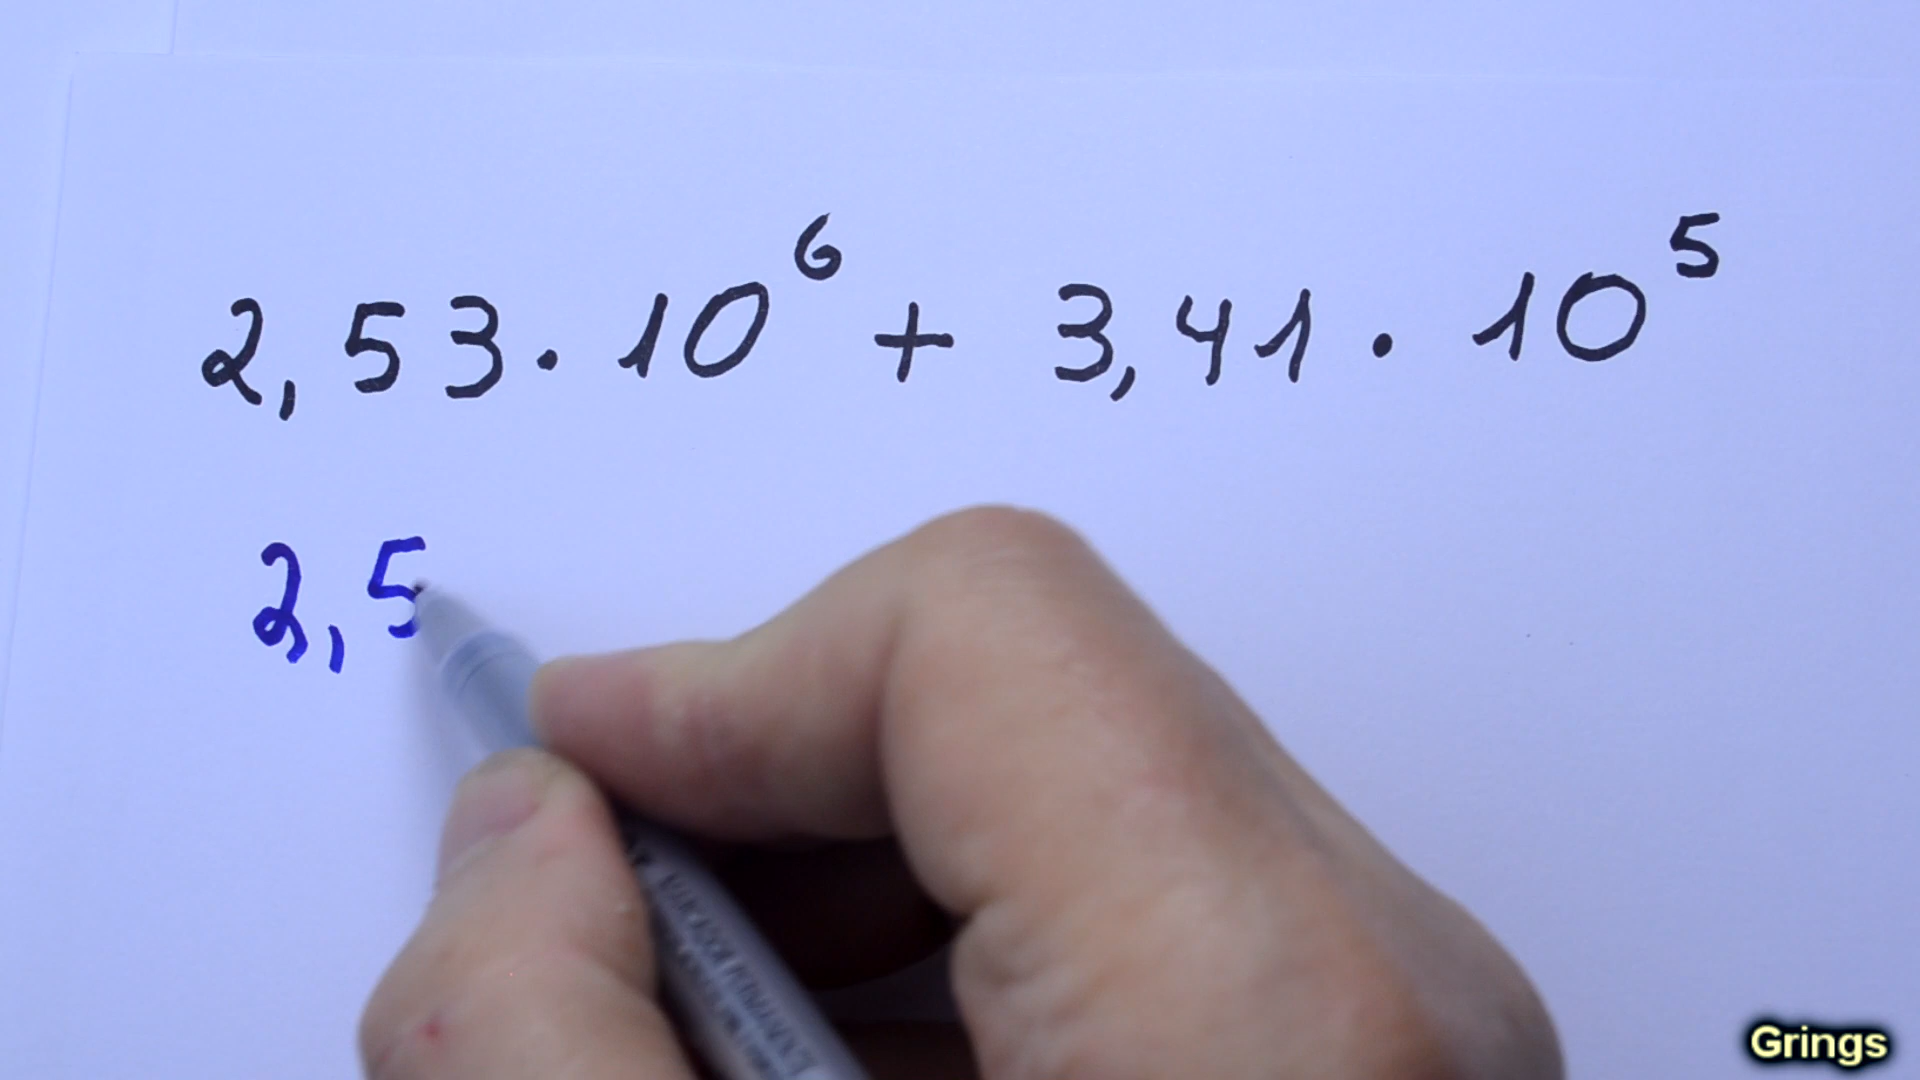 2,53 · 10⁶ + 3,41 · 10⁵
2,5
Grings